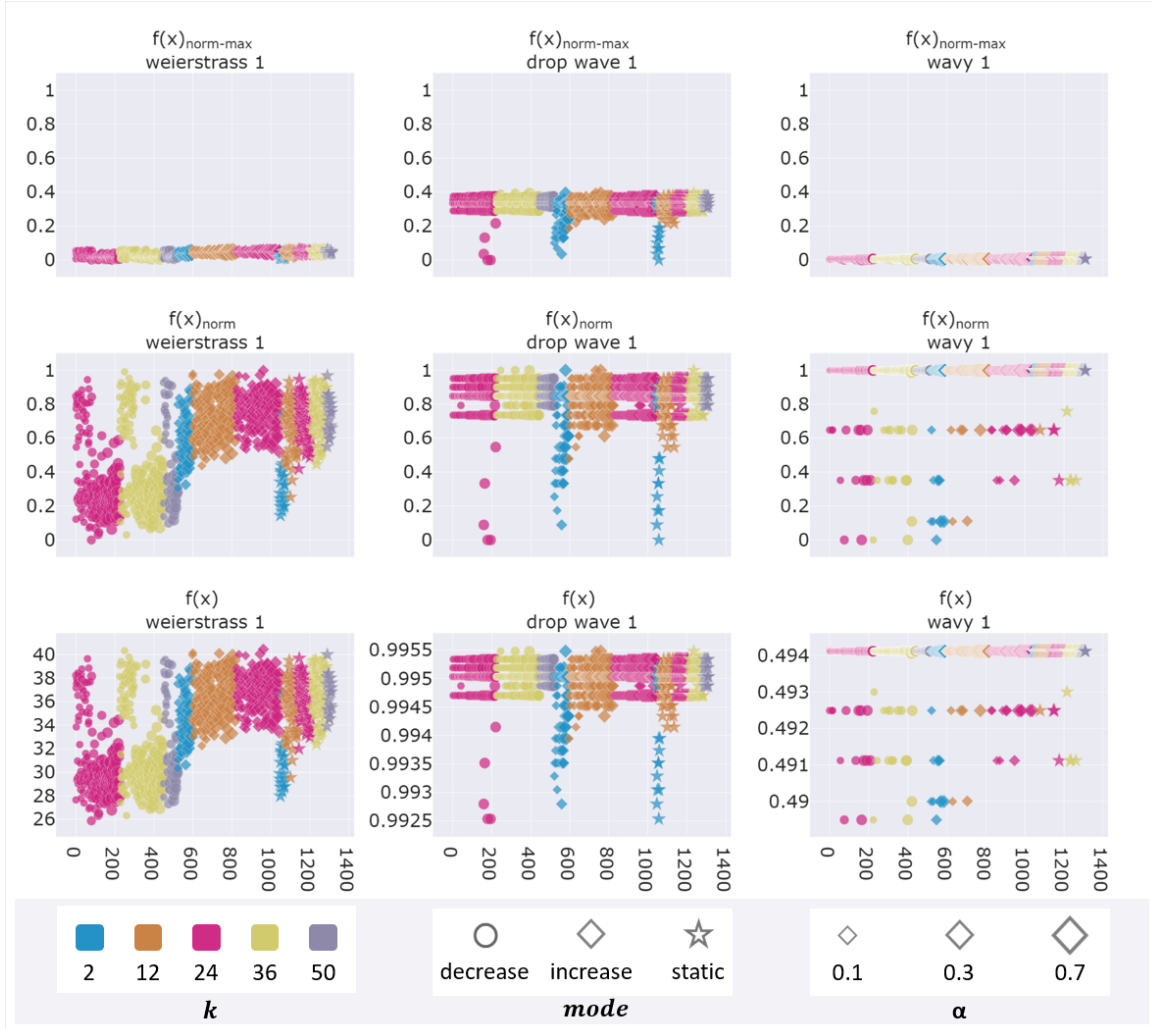 f(x)norm-max
weierstrass 1
f(x)norm-max
drop wave 1
f(x)norm-max
wavy 1
1
0.8
0.6
0.4
0.2
0
1
0.8
0.6
0.4
0.2
0
1
0.8
0.6
0.4
0.2
0
f(x)norm
weierstrass 1
f(x)norm
drop wave 1
f(x)norm
wavy 1
1
0.8
0.6
0.4
0.2
0
1
0.8
0.6
0.4
0.2
0
1
0.8
0.6
0.4
0.2
0
f(x)
weierstrass 1
f(x)
drop wave 1
f(x)
wavy 1
40
38
36
34
32
30
28
26
0.9955
0.995
0.9945
0.994
0.9935
0.993
0.9925
0.494
0.493
0.492
0.491
0.49
0 200 400 600 800 1000 1200 1400
0 200 400 600 800 1000 1200 1400
0 200 400 600 800 1000 1200 1400
2 12 24 36 50
k
decrease increase static
mode
0.1 0.3 0.7
α